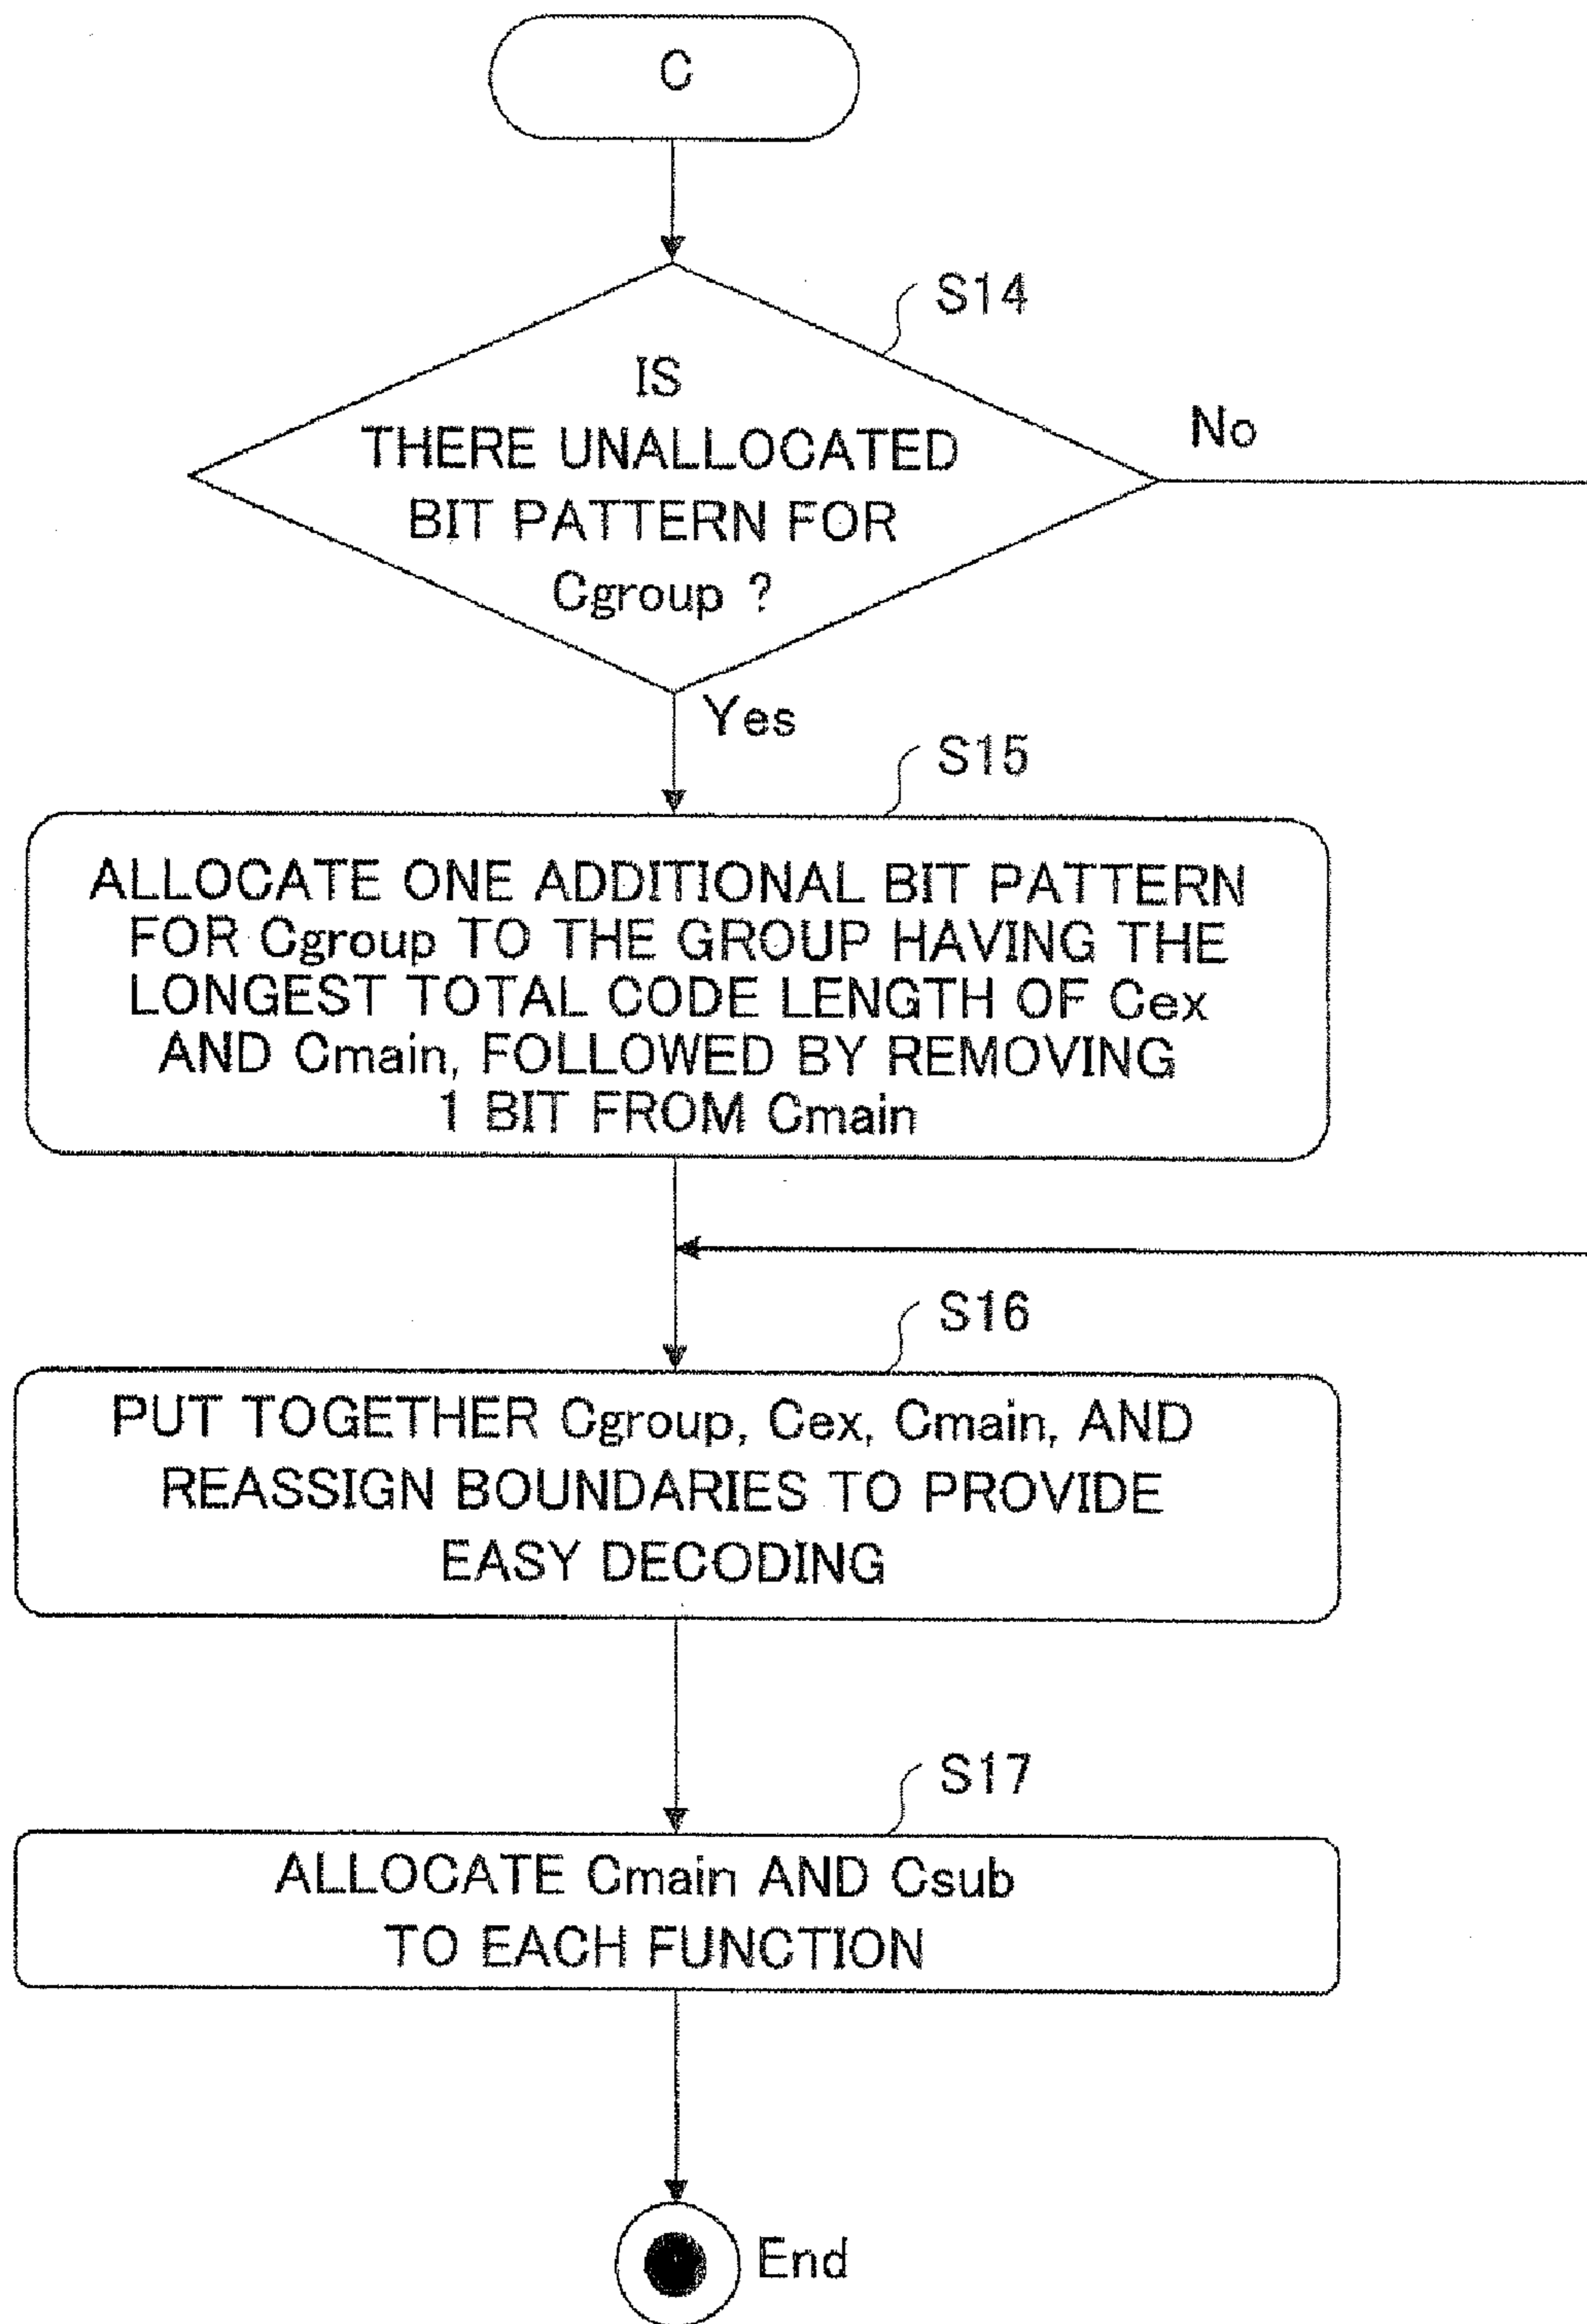 C
S14
IS
THERE UNALLOCATED
BIT PATTERN FOR
Cgroup ?
No
Yes
S15
ALLOCATE ONE ADDITIONAL BIT PATTERN
FOR Cgroup TO THE GROUP HAVING THE
LONGEST TOTAL CODE LENGTH OF Cex
AND Cmain, FOLLOWED BY REMOVING
1 BIT FROM Cmain
S16
PUT TOGETHER Cgroup, Cex, Cmain, AND
REASSIGN BOUNDARIES TO PROVIDE
EASY DECODING
S17
ALLOCATE Cmain AND Csub
TO EACH FUNCTION
End